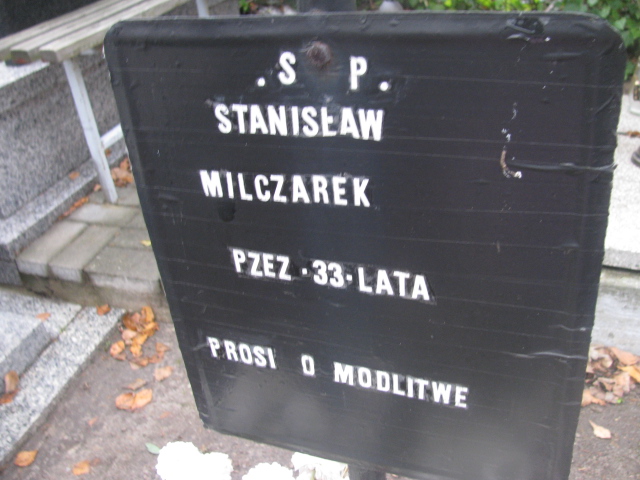 .S P.
STANISŁAW
MILCZAREK
PZEZ.33.LATA
PROSI O MODLITWE